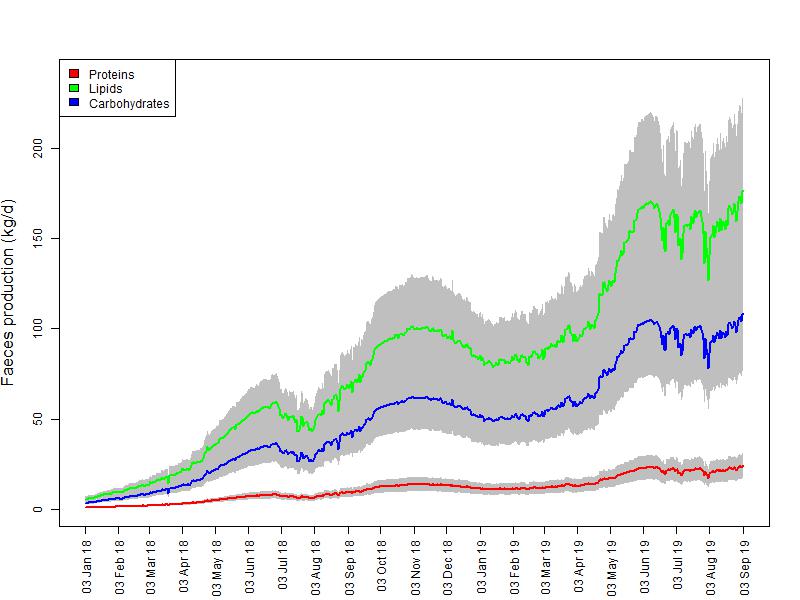 Proteins
Lipids
Carbohydrates
Faeces production (kg/d)
200
150
100
50
0
03 Jan 18
03 Feb 18
03 Mar 18
03 Apr 18
03 May 18
03 Jun 18
03 Jul 18
03 Aug 18
03 Sep 18
03 Oct 18
03 Nov 18
03 Dec 18
03 Jan 19
03 Feb 19
03 Mar 19
03 Apr 19
03 May 19
03 Jun 19
03 Jul 19
03 Aug 19
03 Sep 19